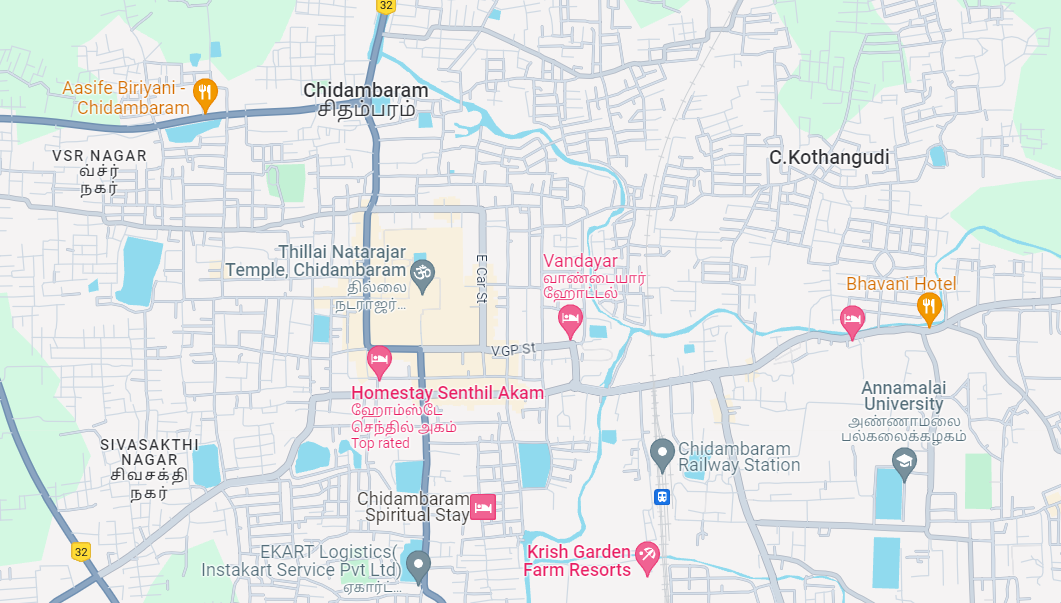 32
Aasife Biriyani -
Chidambaram
Chidambaram
சிதம்பரம்
VSR NAGAR
வசர்
நகர்
C.Kothangudi
Thillai Natarajar
Temple, Chidambaram
தில்லை
நடராஜர்...
E Car St
Vandayar
வாண்டையார்
ஹோட்டல்
Bhavani Hotel
VGP St
Homestay Senthil Akam
ஹோம்ஸ்டே
செந்தில் அகம்
Top rated
Annamalai
University
அண்ணாமலை
பல்கலைக்கழகம்
SIVASAKTHI
NAGAR
சிவசக்தி
நகர்
Chidambaram
Railway Station
Chidambaram
Spiritual Stay
32
EKART Logistics(
Instakart Service Pvt Ltd)
ஏகார்ட்...
Krish Garden
Farm Resorts